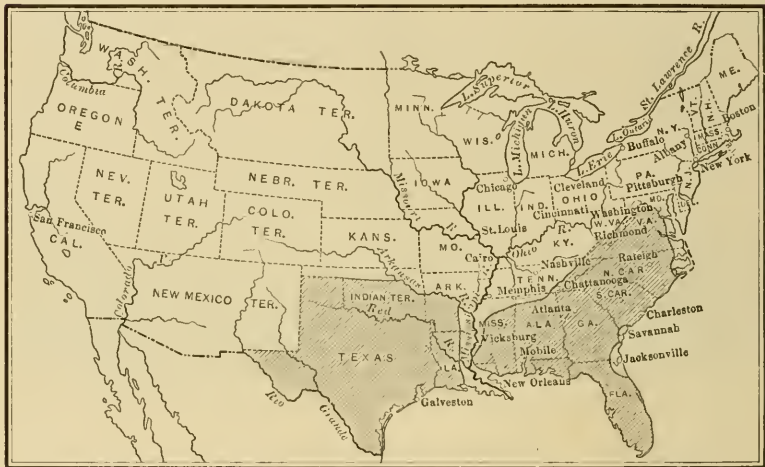 WASH. TER.
Columbia
OREGON
E
DAKOTA TER.
MINN.
L. Superior
St. Lawrence R.
ME.
WIS.
L. Michigan
L. Huron
MICH.
L. Ontario
L. Erie
Buffalo
N. Y.
Albany
VT.
N.H.
MASS.
CONN.
Boston
New York
NEV. TER.
UTAH TER.
NEBR. TER.
COLO. TER.
Missouri R.
IOWA
Chicago
ILL.
IND.
Cleveland
OHIO
Cincinnati
PA.
Pittsburgh
N.J.
MD.
Washington
W. VA.
VA.
Richmond
San Francisco
CAL.
KANS.
MO.
St. Louis
Cairo
Ohio R.
KY.
Nashville
Raleigh
N. CAR
Colorado
NEW MEXICO TER.
Arkansas
INDIAN TER.
Red R.
ARK.
Memphis
TENN.
Chattanooga
S. CAR.
Atlanta
Charleston
MISS.
ALA
GA.
Savannah
Vicksburg
TEXAS
Mobile
Jacksonville
LA.
New Orleans
Rio Grande
Galveston
FLA.